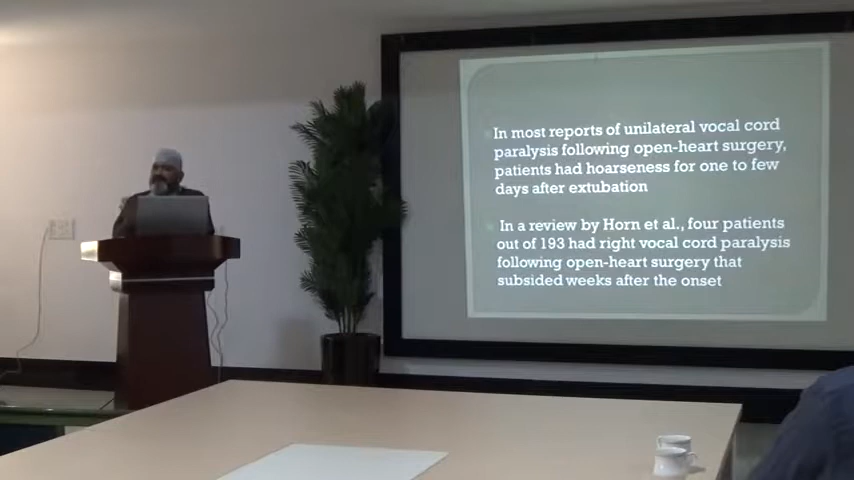 In most reports of unilateral vocal cord
paralysis following open-heart surgery,
patients had hoarseness for one to few
days after extubation
In a review by Horn et al., four patients
out of 193 had right vocal cord paralysis
following open-heart surgery that
subsided weeks after the onset